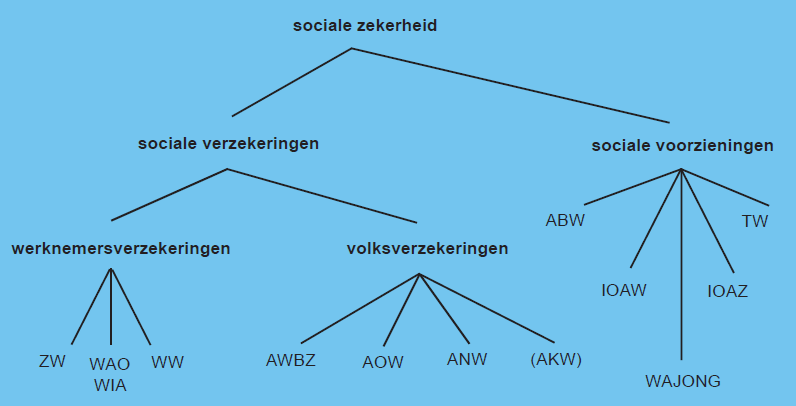 sociale zekerheid
sociale verzekeringen
sociale voorzieningen
ABW
TW
werknemersverzekeringen
volksverzekeringen
IOAW
IOAZ
ZW
WAO
WIA
WW
AWBZ
AOW
ANW
(AKW)
WAJONG